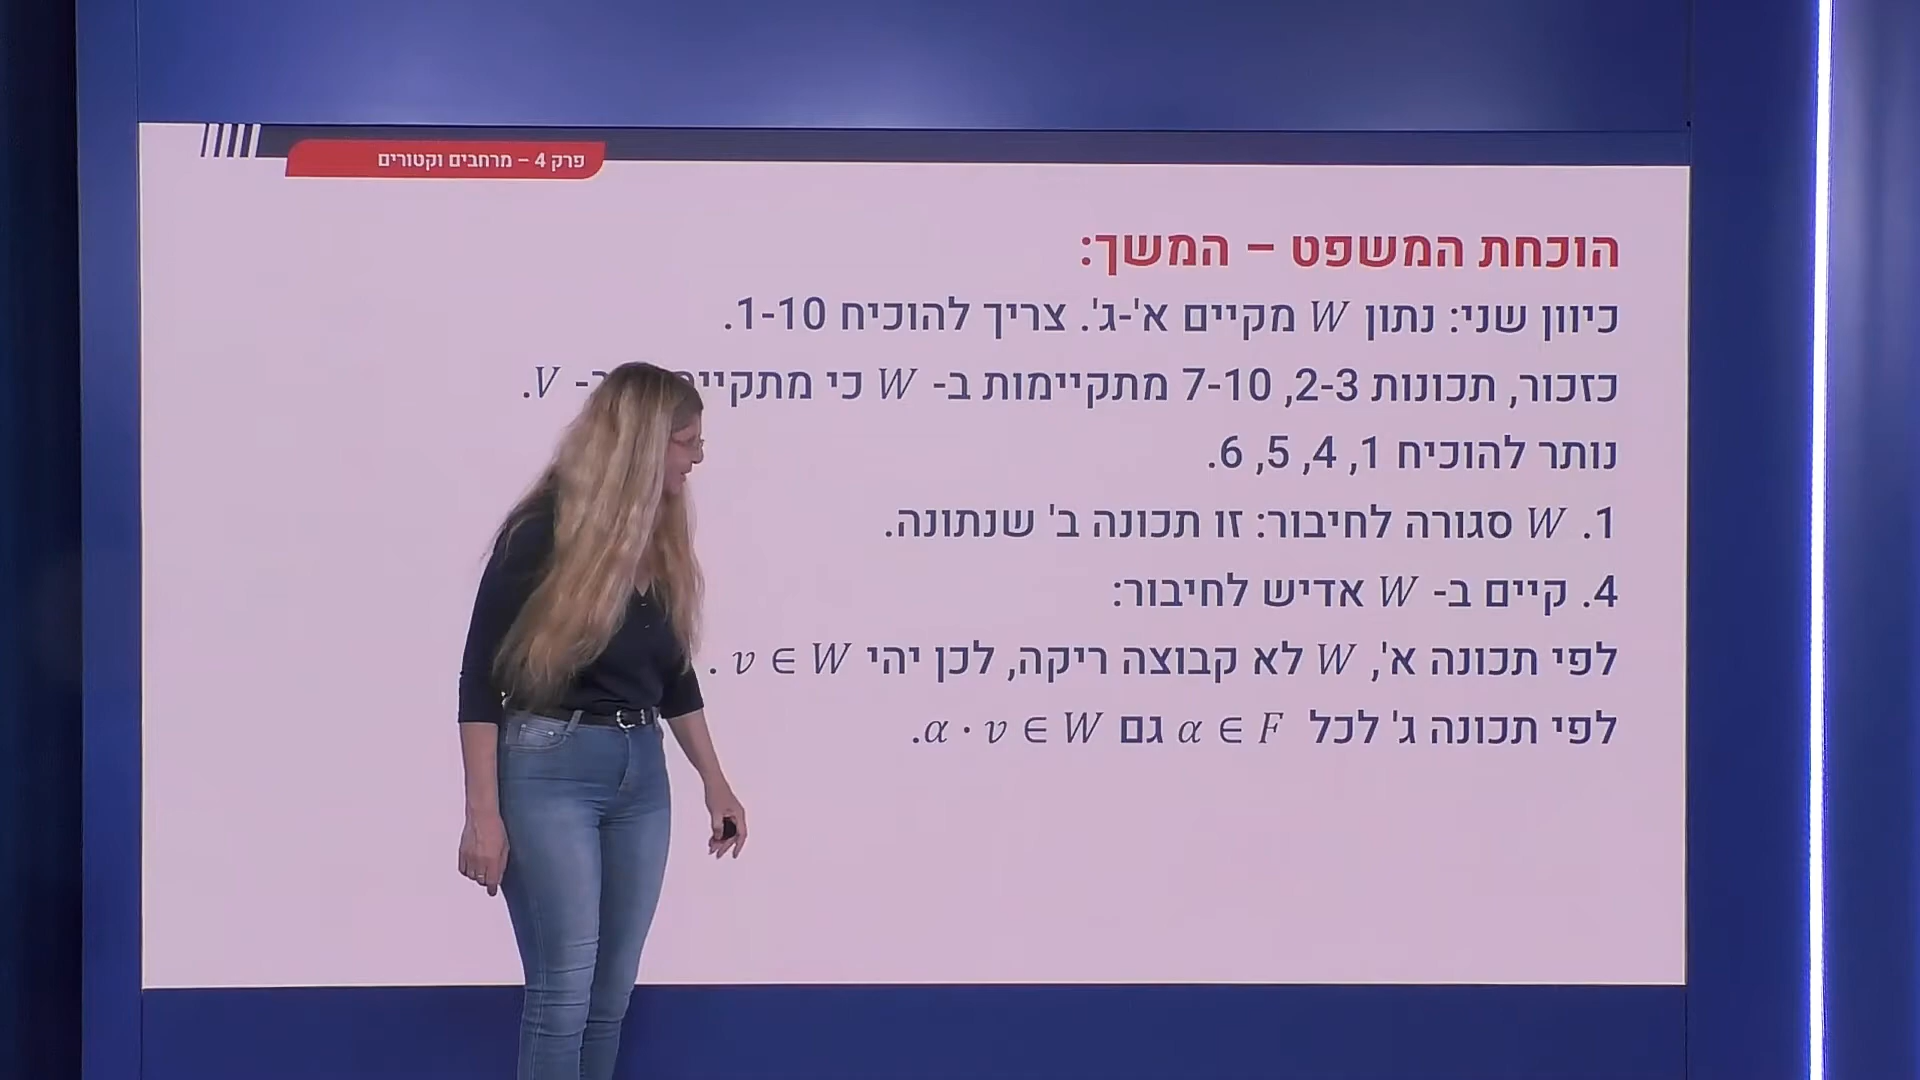 פרק 4 – מרחבים וקטורים
הוכחת המשפט – המשך:
כיוון שני: נתון W מקיים א'-ג'. צריך להוכיח 1-10.
כזכור, תכונות 2-3, 7-10 מתקיימות ב- W כי V.
נותר להוכיח 1, 4, 5, 6.
1. W סגורה לחיבור: זו תכונה ב' שנתונה.
4. קיים ב- W אדיש לחיבור:
לפי תכונה א', W לא קבוצה ריקה, לכן יהי v ∈ W .
לפי תכונה ג' לכל α ∈ F גם α · v ∈ W.